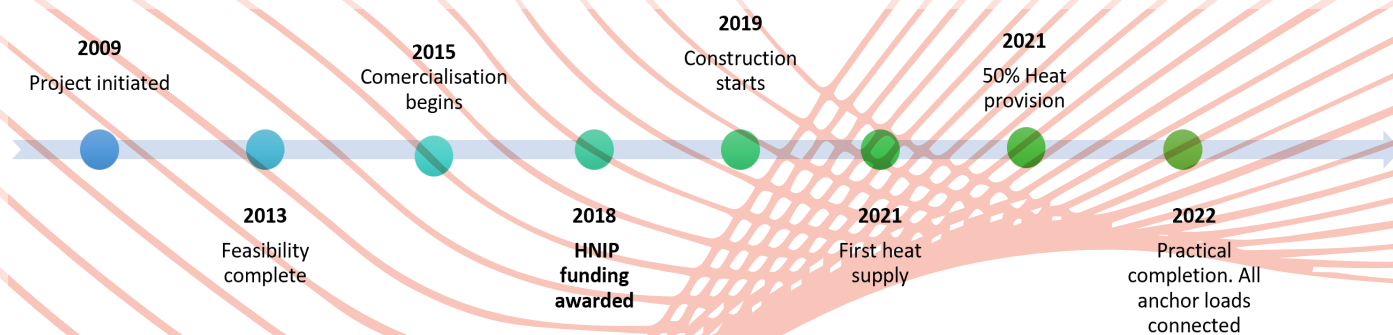 2009
Project initiated
2013
Feasibility
complete
2015
Comercialisation
begins
2018
HNIP
funding
awarded
2019
Construction
starts
2021
First heat
supply
2021
50% Heat
provision
2022
Practical
completion. All
anchor loads
connected